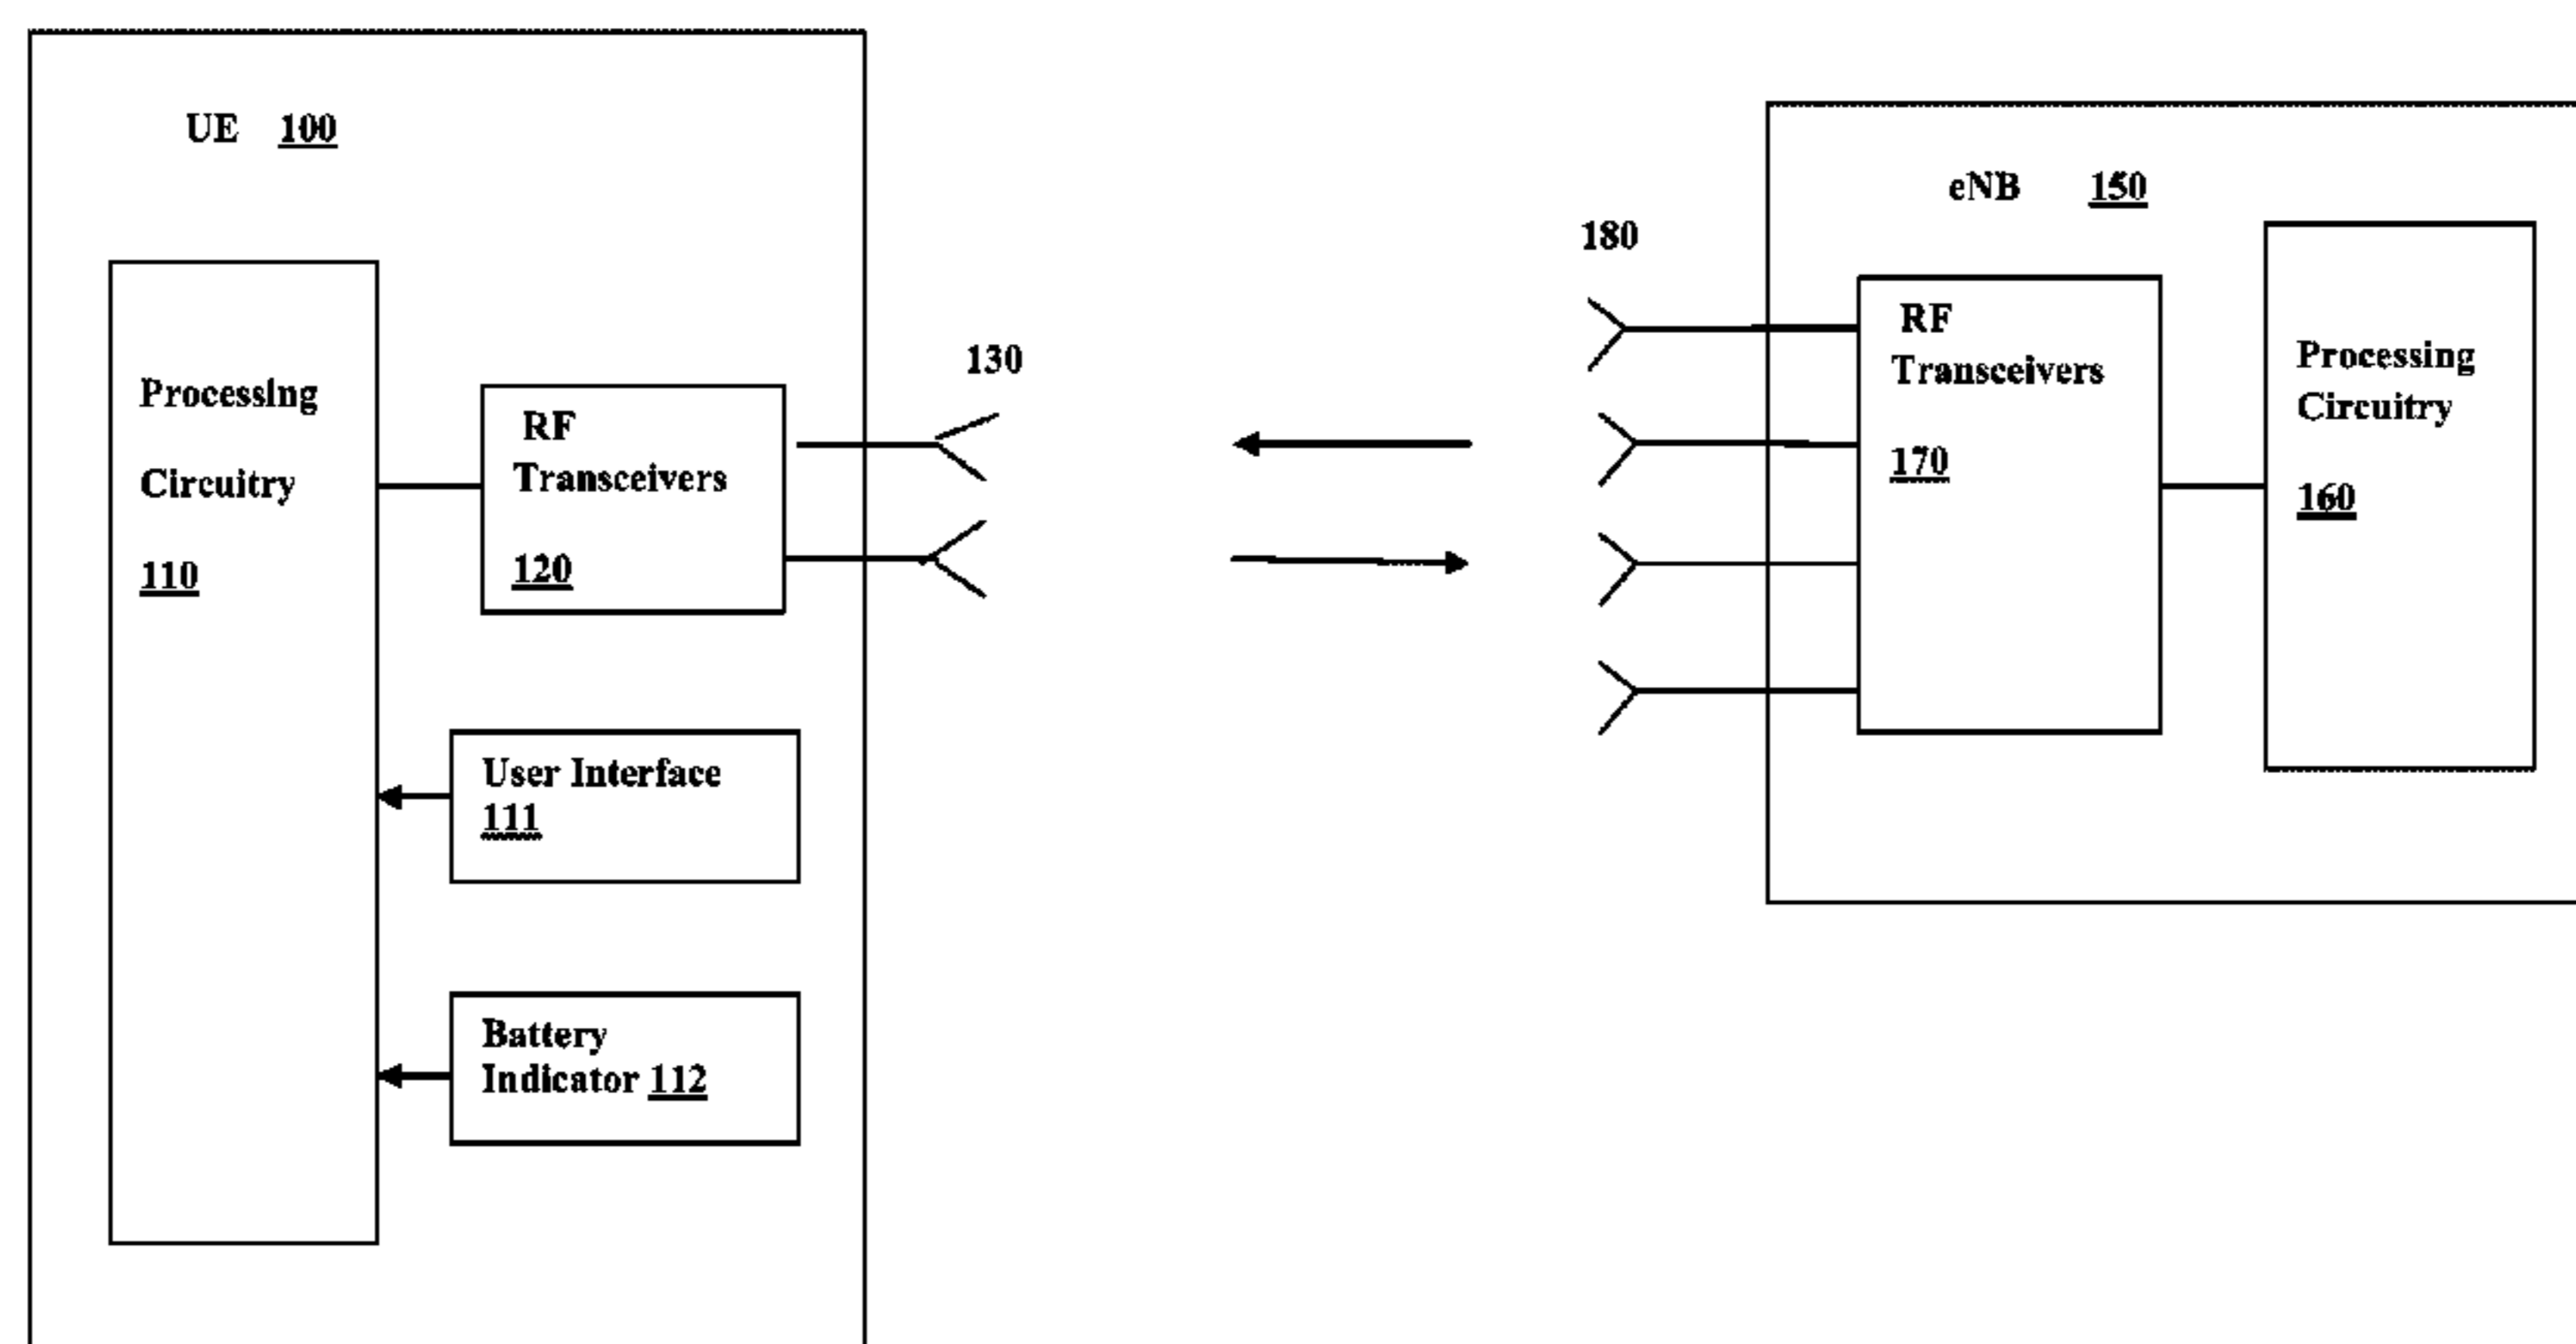 UE 100
Processing
Circuitry
110
RF
Transceivers
120
130
User Interface
111
Battery
Indicator 112
180
eNB 150
RF
Transceivers
170
Processing
Circuitry
160